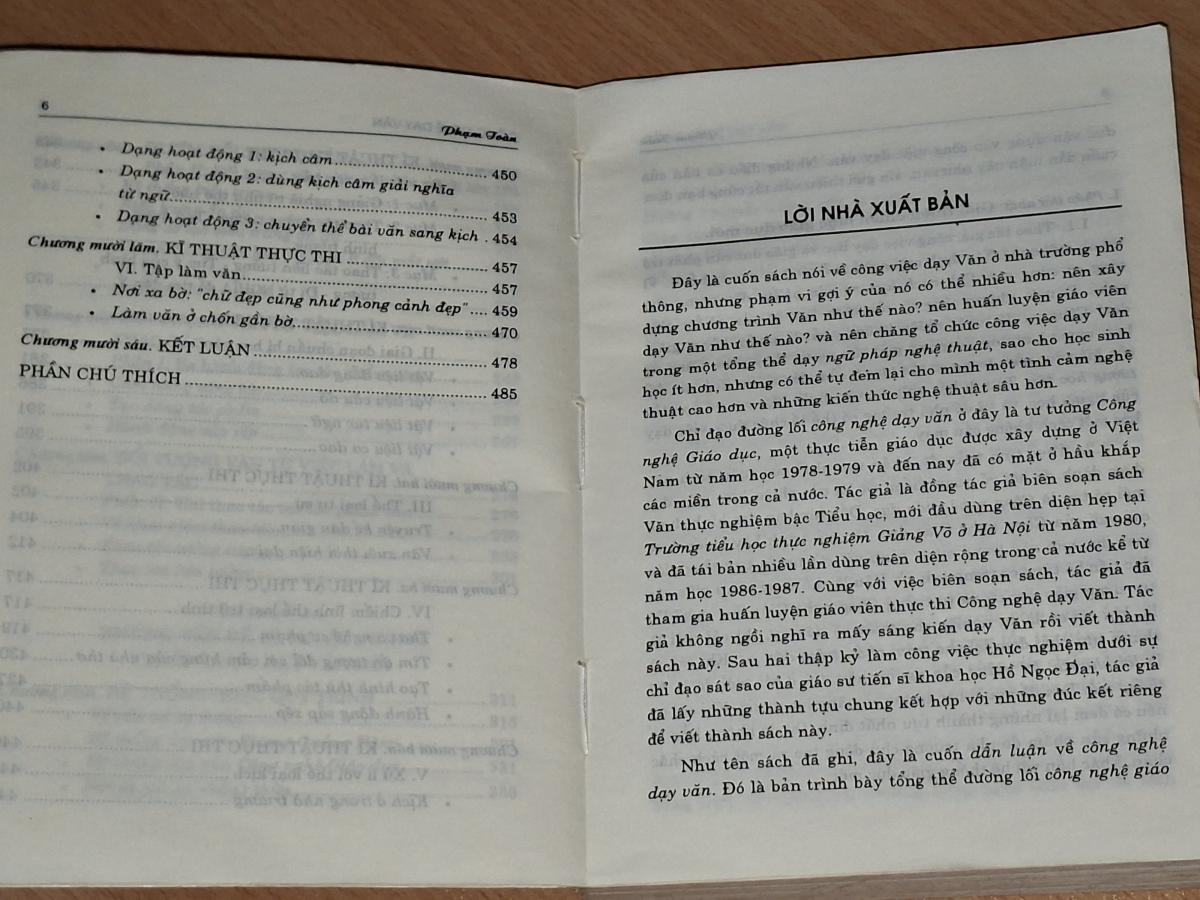 6
Phạm Toàn
• Dạng hoạt động 1: kịch câm.................................. 450
• Dạng hoạt động 2: dùng kịch câm giải nghĩa
từ ngữ........................................................... 453
• Dạng hoạt động 3: chuyển thể bài văn sang kịch . 454
Chương mười lăm. KĨ THUẬT THỰC THI ........................ 457
VI. Tập làm văn......................................... 457
• Nơi xa bờ: "chữ đẹp cũng như phong cảnh đẹp".... 459
• Làm văn ở chốn gần bờ................................. 470
Chương mười sáu. KẾT LUẬN ........................................ 478
PHẦN CHÚ THÍCH ...................................................... 485
LỜI NHÀ XUẤT BẢN
Đây là cuốn sách nói về công việc dạy Văn ở nhà trường phổ
thông, nhưng phạm vi gợi ý của nó có thể nhiều hơn: nên xây
dựng chương trình Văn như thế nào? nên huấn luyện giáo viên
dạy Văn như thế nào? và nên chăng tổ chức công việc dạy Văn
trong một tổng thể dạy ngữ pháp nghệ thuật, sao cho học sinh
học ít hơn, nhưng có thể tự đem lại cho mình một tình cảm nghệ
thuật cao hơn và những kiến thức nghệ thuật sâu hơn.
Chỉ đạo đường lối công nghệ dạy văn ở đây là tư tưởng Công
nghệ Giáo dục, một thực tiễn giáo dục được xây dựng ở Việt
Nam từ năm học 1978-1979 và đến nay đã có mặt ở hầu khắp
các miền trong cả nước. Tác giả là đồng tác giả biên soạn sách
Văn thực nghiệm bậc Tiểu học, mới đầu dùng trên diện hẹp tại
Trường tiểu học thực nghiệm Giảng Võ ở Hà Nội từ năm 1980,
và đã tái bản nhiều lần dùng trên diện rộng trong cả nước kể từ
năm học 1986-1987. Cùng với việc biên soạn sách, tác giả đã
tham gia huấn luyện giáo viên thực thi Công nghệ dạy Văn. Tác
giả không ngồi nghĩ ra mấy sáng kiến dạy Văn rồi viết thành
sách này. Sau hai thập kỷ làm công việc thực nghiệm dưới sự
chỉ đạo sát sao của giáo sư tiến sĩ khoa học Hồ Ngọc Đại, tác giả
đã lấy những thành tựu chung kết hợp với những đúc kết riêng
để viết thành sách này.
Như tên sách đã ghi, đây là cuốn dẫn luận về công nghệ
dạy văn. Đó là bản trình bày tổng thể đường lối công nghệ giáo